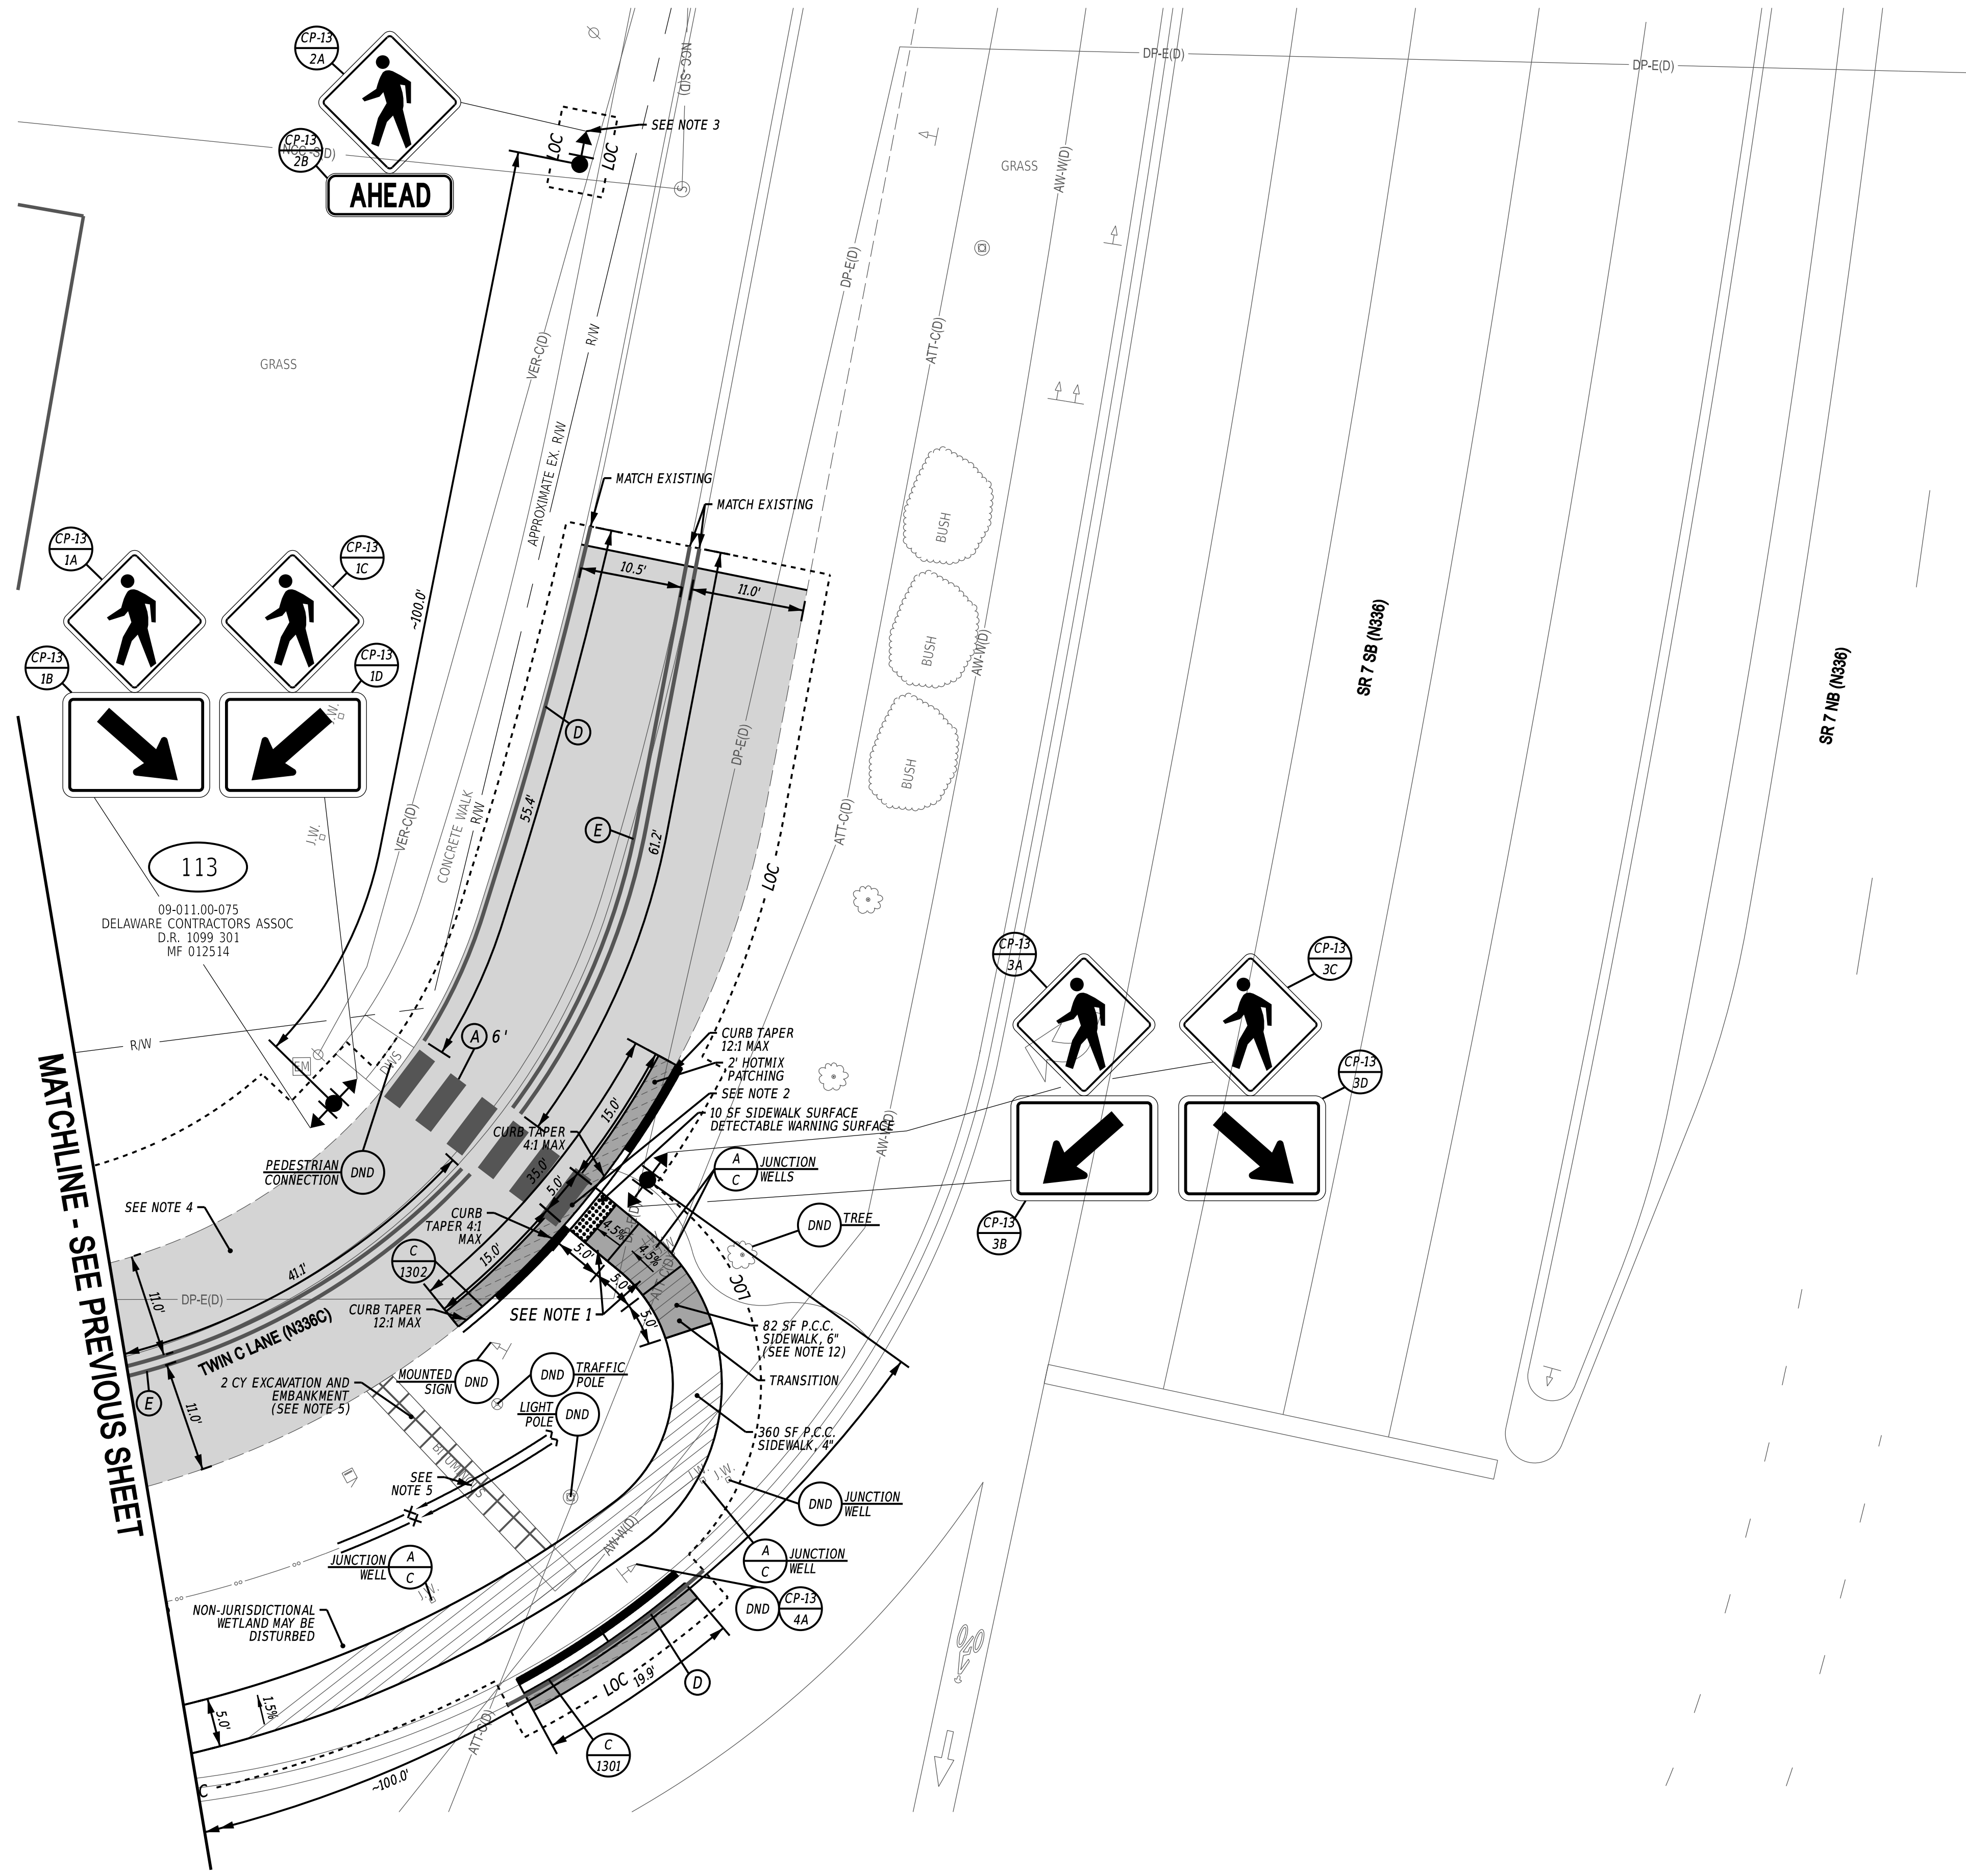 CP-13
2A
CP-13
2B
NCC-S(D)
AHEAD
SEE NOTE 3
LOC
LOC
NCC-S(D)
S
DP-E(D)
DP-E(D)
GRASS
AW-W(D)
DP-E(D)
VER-C(D)
R/W
ATT-C(D)
GRASS
APPROXIMATE EX. R/W
MATCH EXISTING
MATCH EXISTING
BUSH
BUSH
BUSH
AW-W(D)
10.5'
11.0'
~100.0'
SR 7 SB (N336)
SR 7 NB (N336)
CP-13
1A
CP-13
1C
CP-13
1B
CP-13
1D
J.W.
D
DP-E(D)
55.4'
E
61.2'
VER-C(D)
CONCRETE WALK
R/W
ATT-C(D)
J.W.
LOC
113
09-011.00-075
DELAWARE CONTRACTORS ASSOC
D.R. 1099 301
MF 012514
CP-13
3A
CP-13
3C
CP-13
3D
CP-13
3B
R/W
EM
DWS
A
6'
CURB TAPER
12:1 MAX
2' HOTMIX
PATCHING
SEE NOTE 2
10 SF SIDEWALK SURFACE
DETECTABLE WARNING SURFACE
15.0'
CURB TAPER
4:1 MAX
35.0'
5.0'
AW-W(D)
A
C
JUNCTION
WELLS
PEDESTRIAN
CONNECTION
DND
SEE NOTE 4
CURB
TAPER 4:1
MAX
15.0'
4.5%
4.5%
5.0'
5.0'
5.0'
ATT-C(D)
DND
TREE
LOC
C
1302
41.1'
11.0'
DP-E(D)
TWIN C LANE (N336C)
CURB TAPER
12:1 MAX
SEE NOTE 1
82 SF P.C.C.
SIDEWALK, 6"
(SEE NOTE 12)
TRANSITION
MATCHLINE - SEE PREVIOUS SHEET
E
11.0'
2 CY EXCAVATION AND
EMBANKMENT
(SEE NOTE 5)
MOUNTED
SIGN
DND
DND
TRAFFIC
POLE
LIGHT
POLE
DND
360 SF P.C.C.
SIDEWALK, 4"
BITUMINOUS
SEE
NOTE 5
J.W.
J.W.
DND
JUNCTION
WELL
AW-W(D)
A
C
JUNCTION
WELL
JUNCTION
WELL
A
C
J.W.
DND
CP-13
4A
NON-JURISDICTIONAL
WETLAND MAY BE
DISTURBED
LOC
19.9'
D
5.0'
1.5%
ATT-C(D)
C
1301
C
~100.0'
ONLY